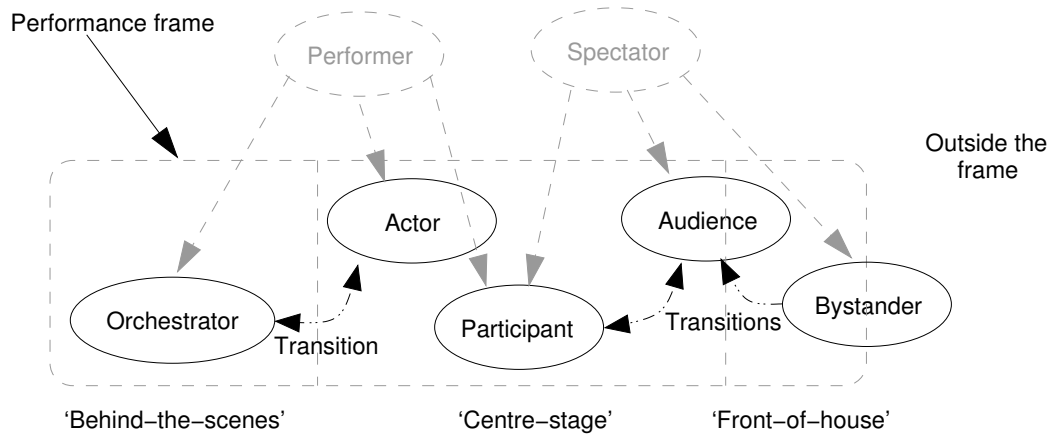 Performance frame
Performer
Spectator
Outside the
frame
Actor
Audience
Orchestrator
Participant
Bystander
Transition
Transitions
‘Behind−the−scenes’
‘Centre−stage’
‘Front−of−house’